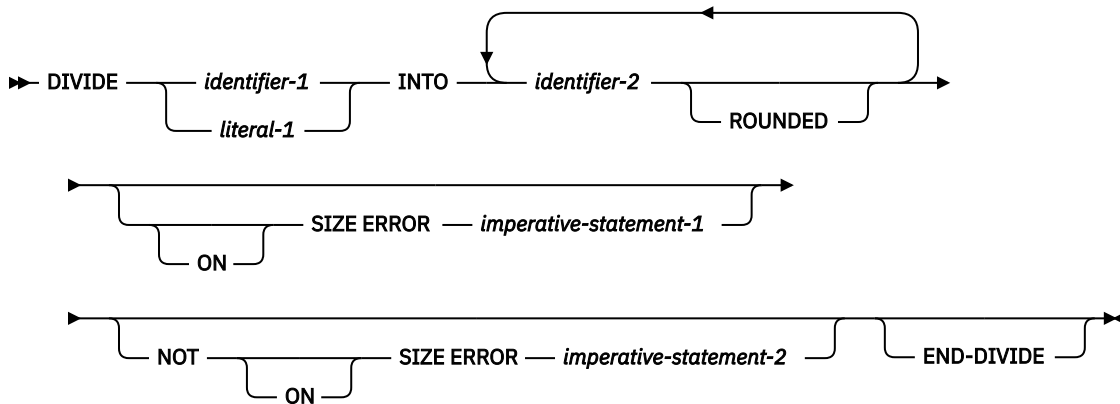 DIVIDE identifier-1 INTO identifier-2
literal-1 ROUNDED
SIZE ERROR imperative-statement-1
ON
NOT SIZE ERROR imperative-statement-2 END-DIVIDE
ON